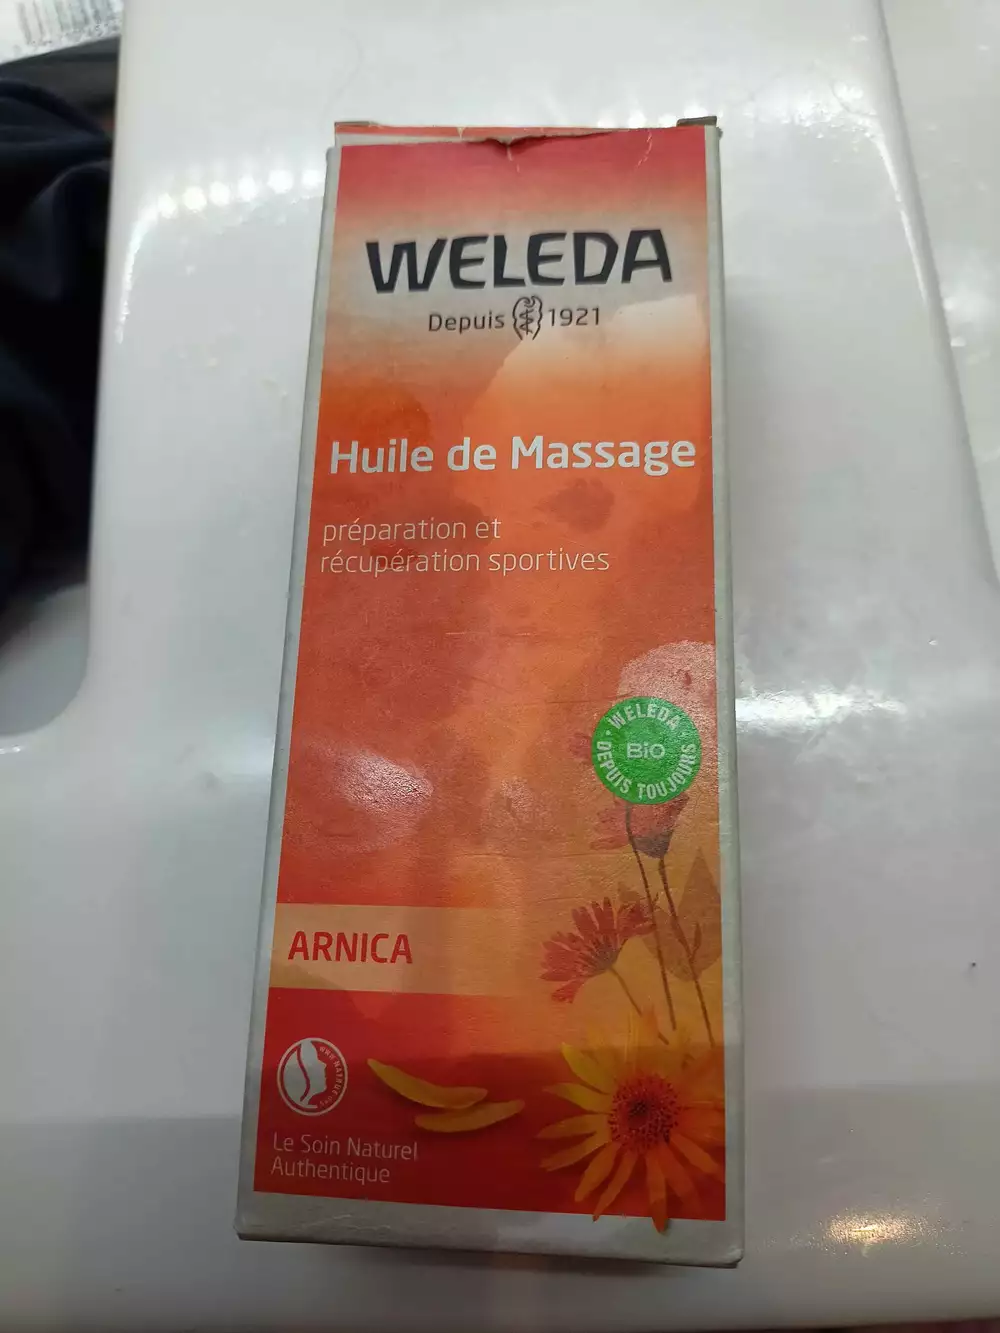 WELEDA
Depuis 1921
Huile de Massage
préparation et
récupération sportives
WELEDA
BIO
DEPUIS TOUJOURS
ARNICA
Le Soin Naturel
Authentique